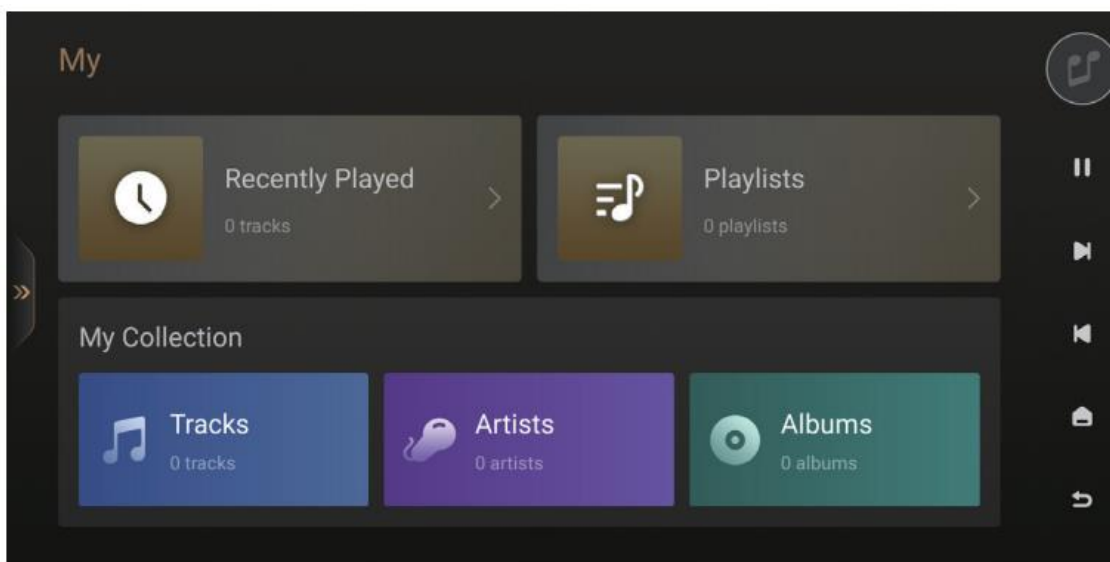 My
Recently Played
0 tracks
Playlists
0 playlists
My Collection
Tracks
0 tracks
Artists
0 artists
Albums
0 albums